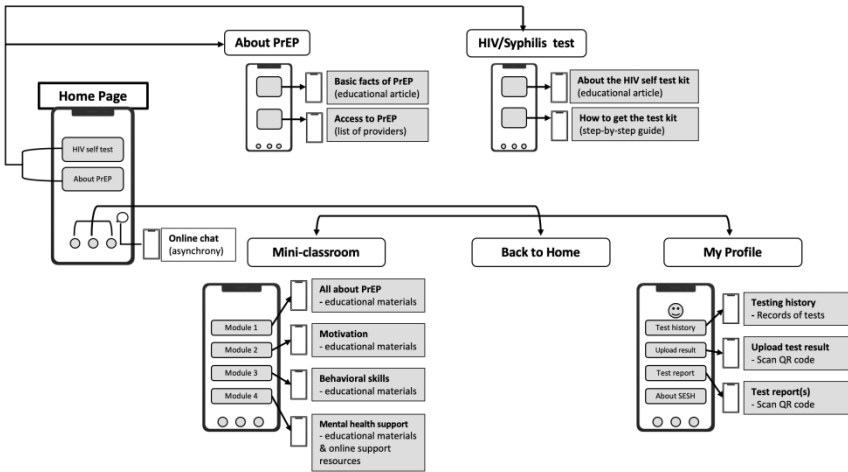 About PrEP
HIV/Syphilis test
Basic facts of PrEP
(educational article)
Access to PrEP
(list of providers)
About the HIV self test kit
(educational article)
How to get the test kit
(step-by-step guide)
Home Page
HIV self test
About PrEP
Online chat
(asynchrony)
Mini-classroom
Back to Home
My Profile
Module 1
Module 2
Module 3
Module 4
All about PrEP
- educational materials
Motivation
- educational materials
Behavioral skills
- educational materials
Mental health support
- educational materials
& online support
resources
Test history
Upload result
Test report
About SESH
Testing history
- Records of tests
Upload test result
- Scan QR code
Test report(s)
- Scan QR code